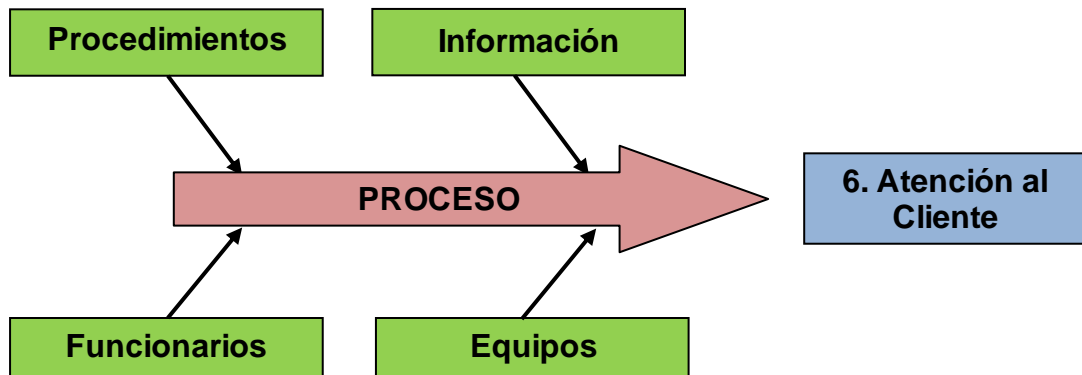 Procedimientos
Información
PROCESO
6. Atención al
Cliente
Funcionarios
Equipos